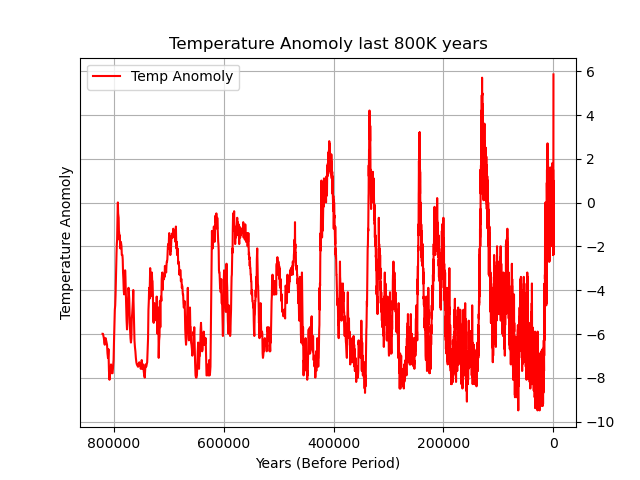 Temperature Anomoly last 800K years
Temp Anomoly
Temperature Anomoly
6
4
2
0
−2
−4
−6
−8
−10
800000 600000 400000 200000 0
Years (Before Period)